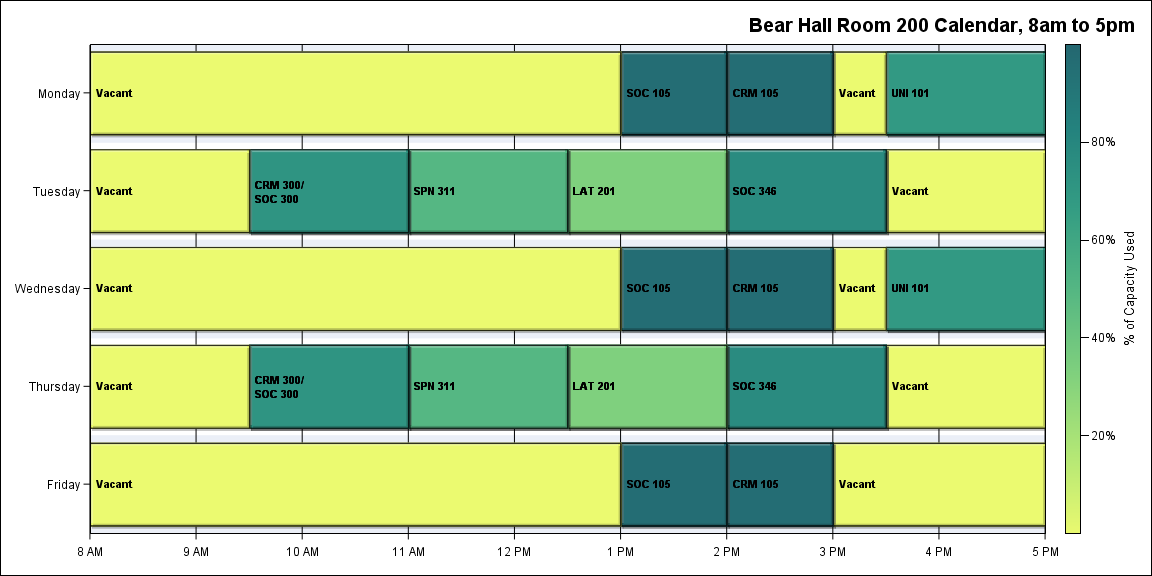 Bear Hall Room 200 Calendar, 8am to 5pm
Monday
Vacant
SOC 105
CRM 105
Vacant
UNI 101
Tuesday
Vacant
CRM 300/
SOC 300
SPN 311
LAT 201
SOC 346
Vacant
Wednesday
Vacant
SOC 105
CRM 105
Vacant
UNI 101
Thursday
Vacant
CRM 300/
SOC 300
SPN 311
LAT 201
SOC 346
Vacant
Friday
Vacant
SOC 105
CRM 105
Vacant
8 AM
9 AM
10 AM
11 AM
12 PM
1 PM
2 PM
3 PM
4 PM
5 PM
80%
60%
40%
20%
% of Capacity Used